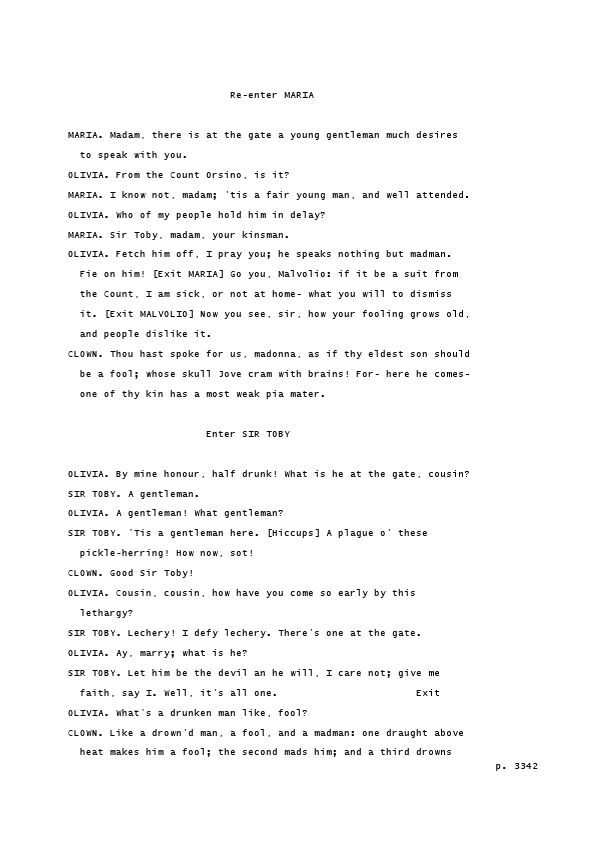 Re-enter MARIA
MARIA. Madam, there is at the gate a young gentleman much desires
to speak with you.
OLIVIA. From the Count Orsino, is it?
MARIA. I know not, madam; 'tis a fair young man, and well attended.
OLIVIA. Who of my people hold him in delay?
MARIA. Sir Toby, madam, your kinsman.
OLIVIA. Fetch him off, I pray you; he speaks nothing but madman.
Fie on him! [Exit MARIA] Go you, Malvolio: if it be a suit from
the Count, I am sick, or not at home- what you will to dismiss
it. [Exit MALVOLIO] Now you see, sir, how your fooling grows old,
and people dislike it.
CLOWN. Thou hast spoke for us, madonna, as if thy eldest son should
be a fool; whose skull Jove cram with brains! For- here he comes-
one of thy kin has a most weak pia mater.
Enter SIR TOBY
OLIVIA. By mine honour, half drunk! What is he at the gate, cousin?
SIR TOBY. A gentleman.
OLIVIA. A gentleman! What gentleman?
SIR TOBY. 'Tis a gentleman here. [Hiccups] A plague o' these
pickle-herring! How now, sot!
CLOWN. Good Sir Toby!
OLIVIA. Cousin, cousin, how have you come so early by this
lethargy?
SIR TOBY. Lechery! I defy lechery. There's one at the gate.
OLIVIA. Ay, marry; what is he?
SIR TOBY. Let him be the devil an he will, I care not; give me
faith, say I. Well, it's all one. Exit
OLIVIA. What's a drunken man like, fool?
CLOWN. Like a drown'd man, a fool, and a madman: one draught above
heat makes him a fool; the second mads him; and a third drowns
p. 3342